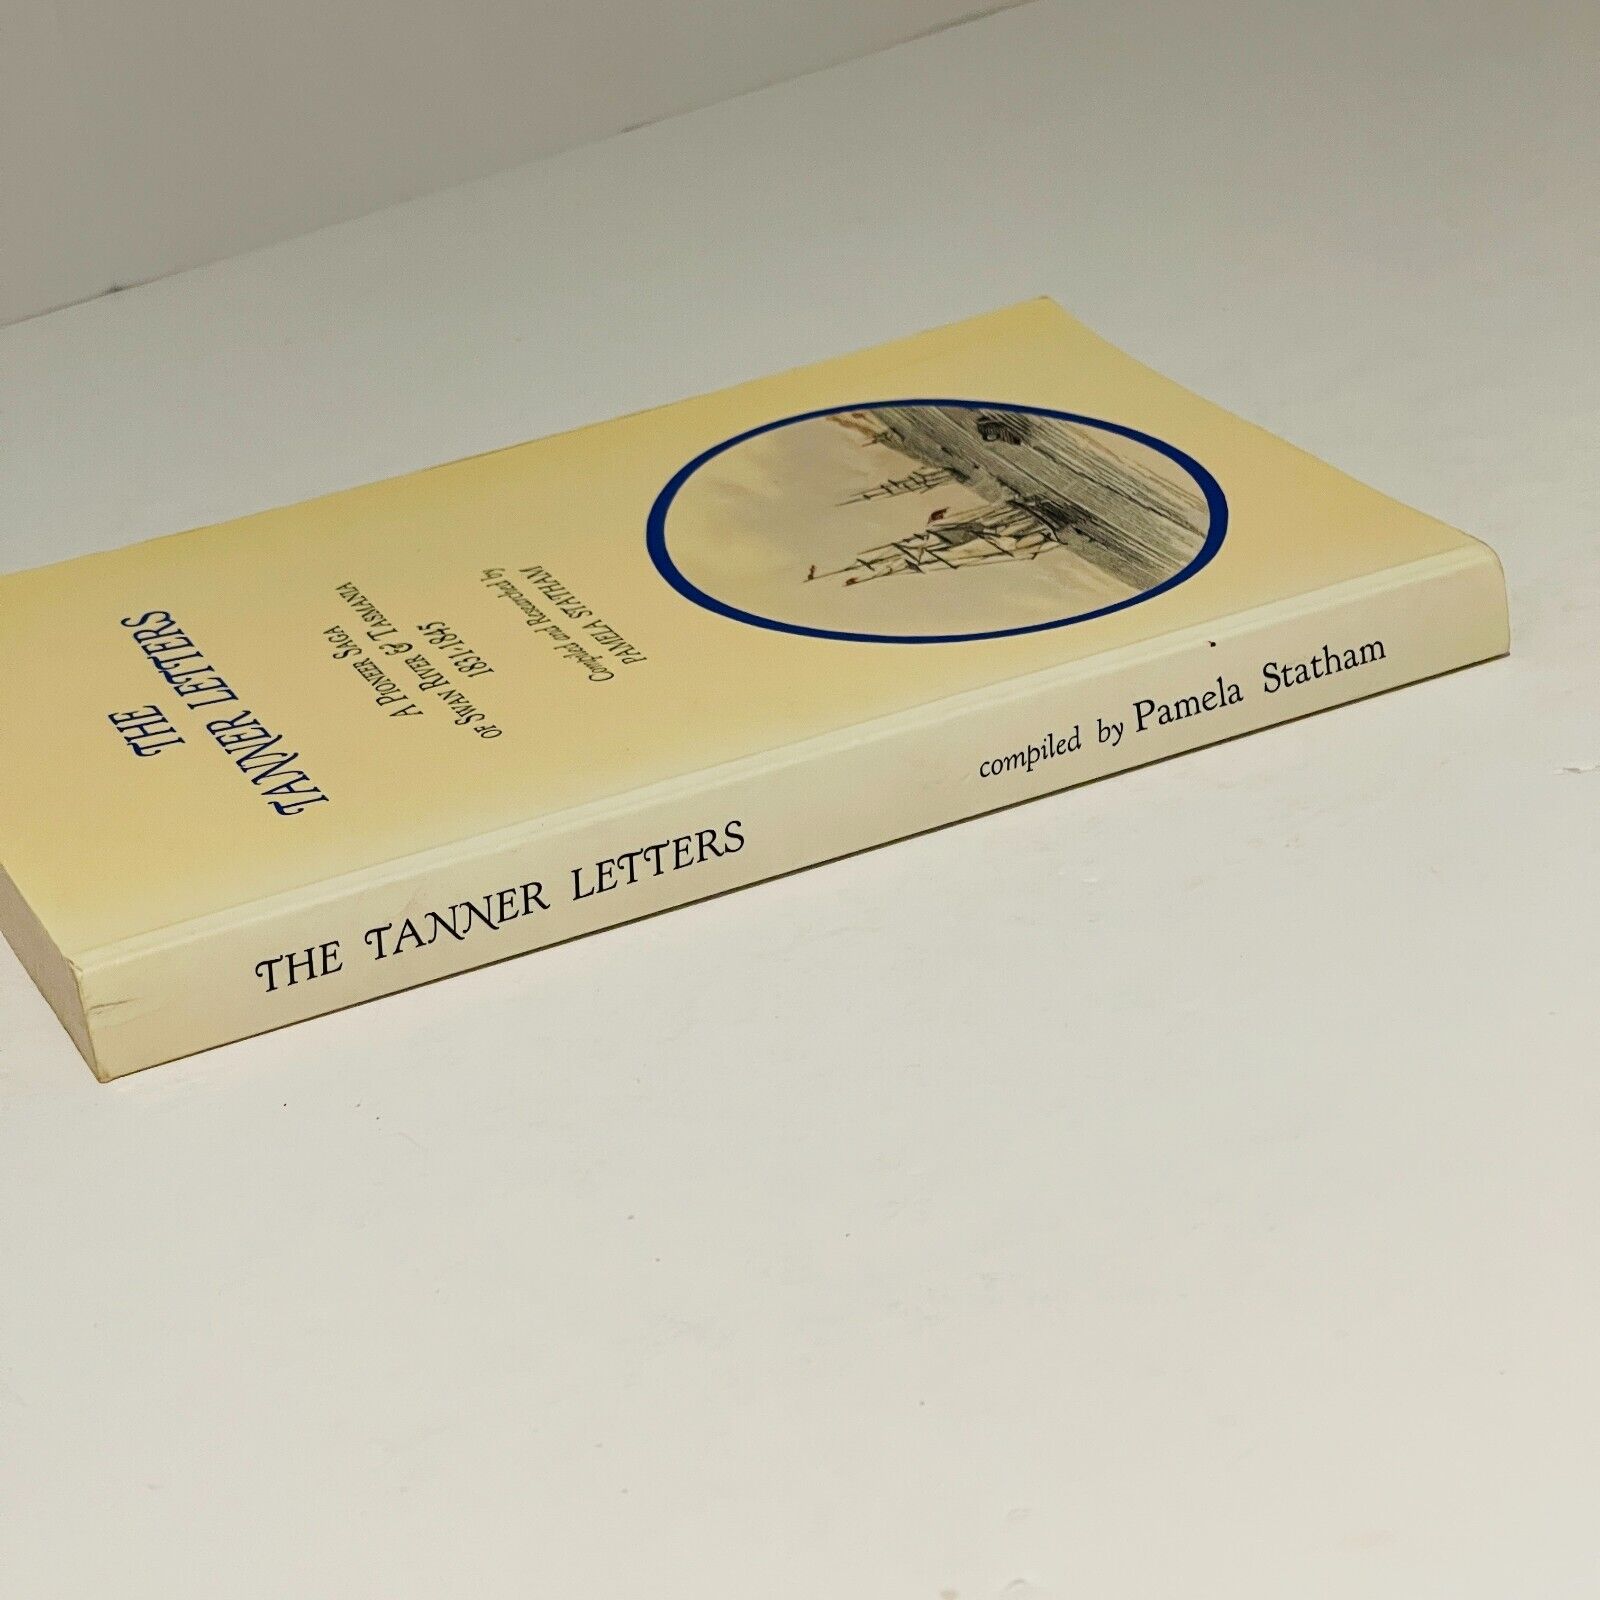 THE
TANNER LETTERS
A PIONEER SAGA
OF SWAN RIVER & TASMANIA
1831-1845
Compiled and Researched by
PAMELA STATHAM
THE TANNER LETTERS
compiled by Pamela Statham